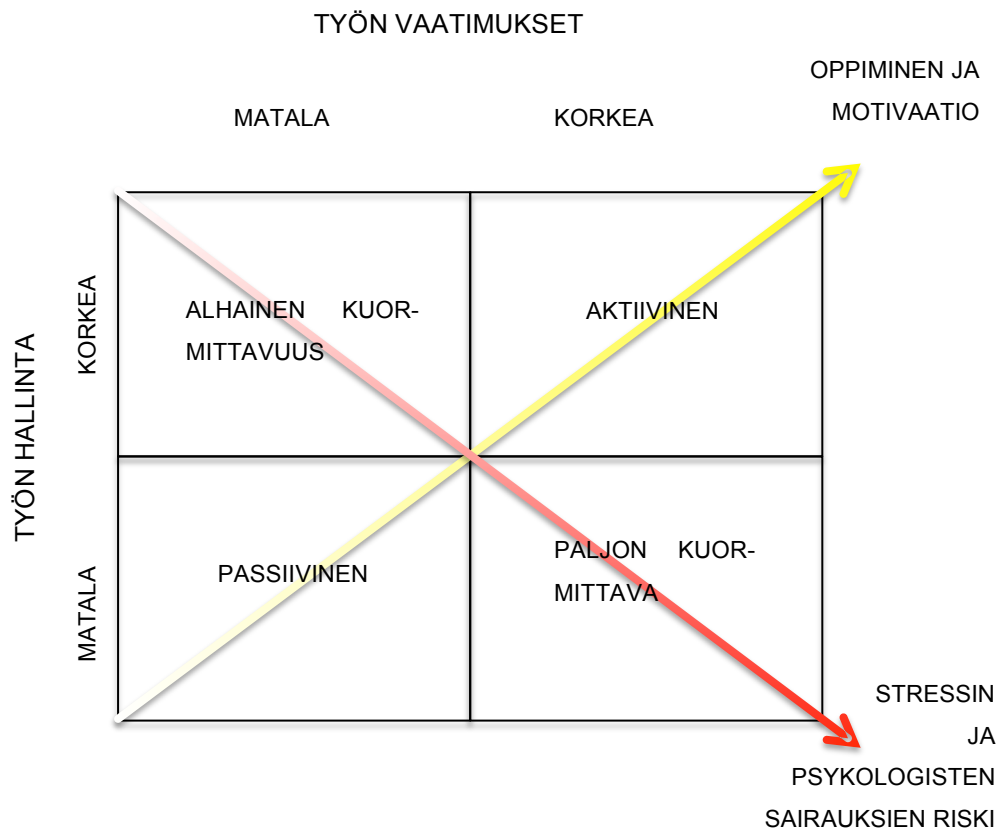 TYÖN VAATIMUKSET
OPPIMINEN JA
MOTIVAATIO
MATALA
KORKEA
TYÖN HALLINTA
KORKEA
ALHAINEN KUOR-
MITTAVUUS
AKTIIVINEN
MATALA
PASSIIVINEN
PALJON KUOR-
MITTAVA
STRESSIN
JA
PSYKOLOGISTEN
SAIRAUKSIEN RISKI